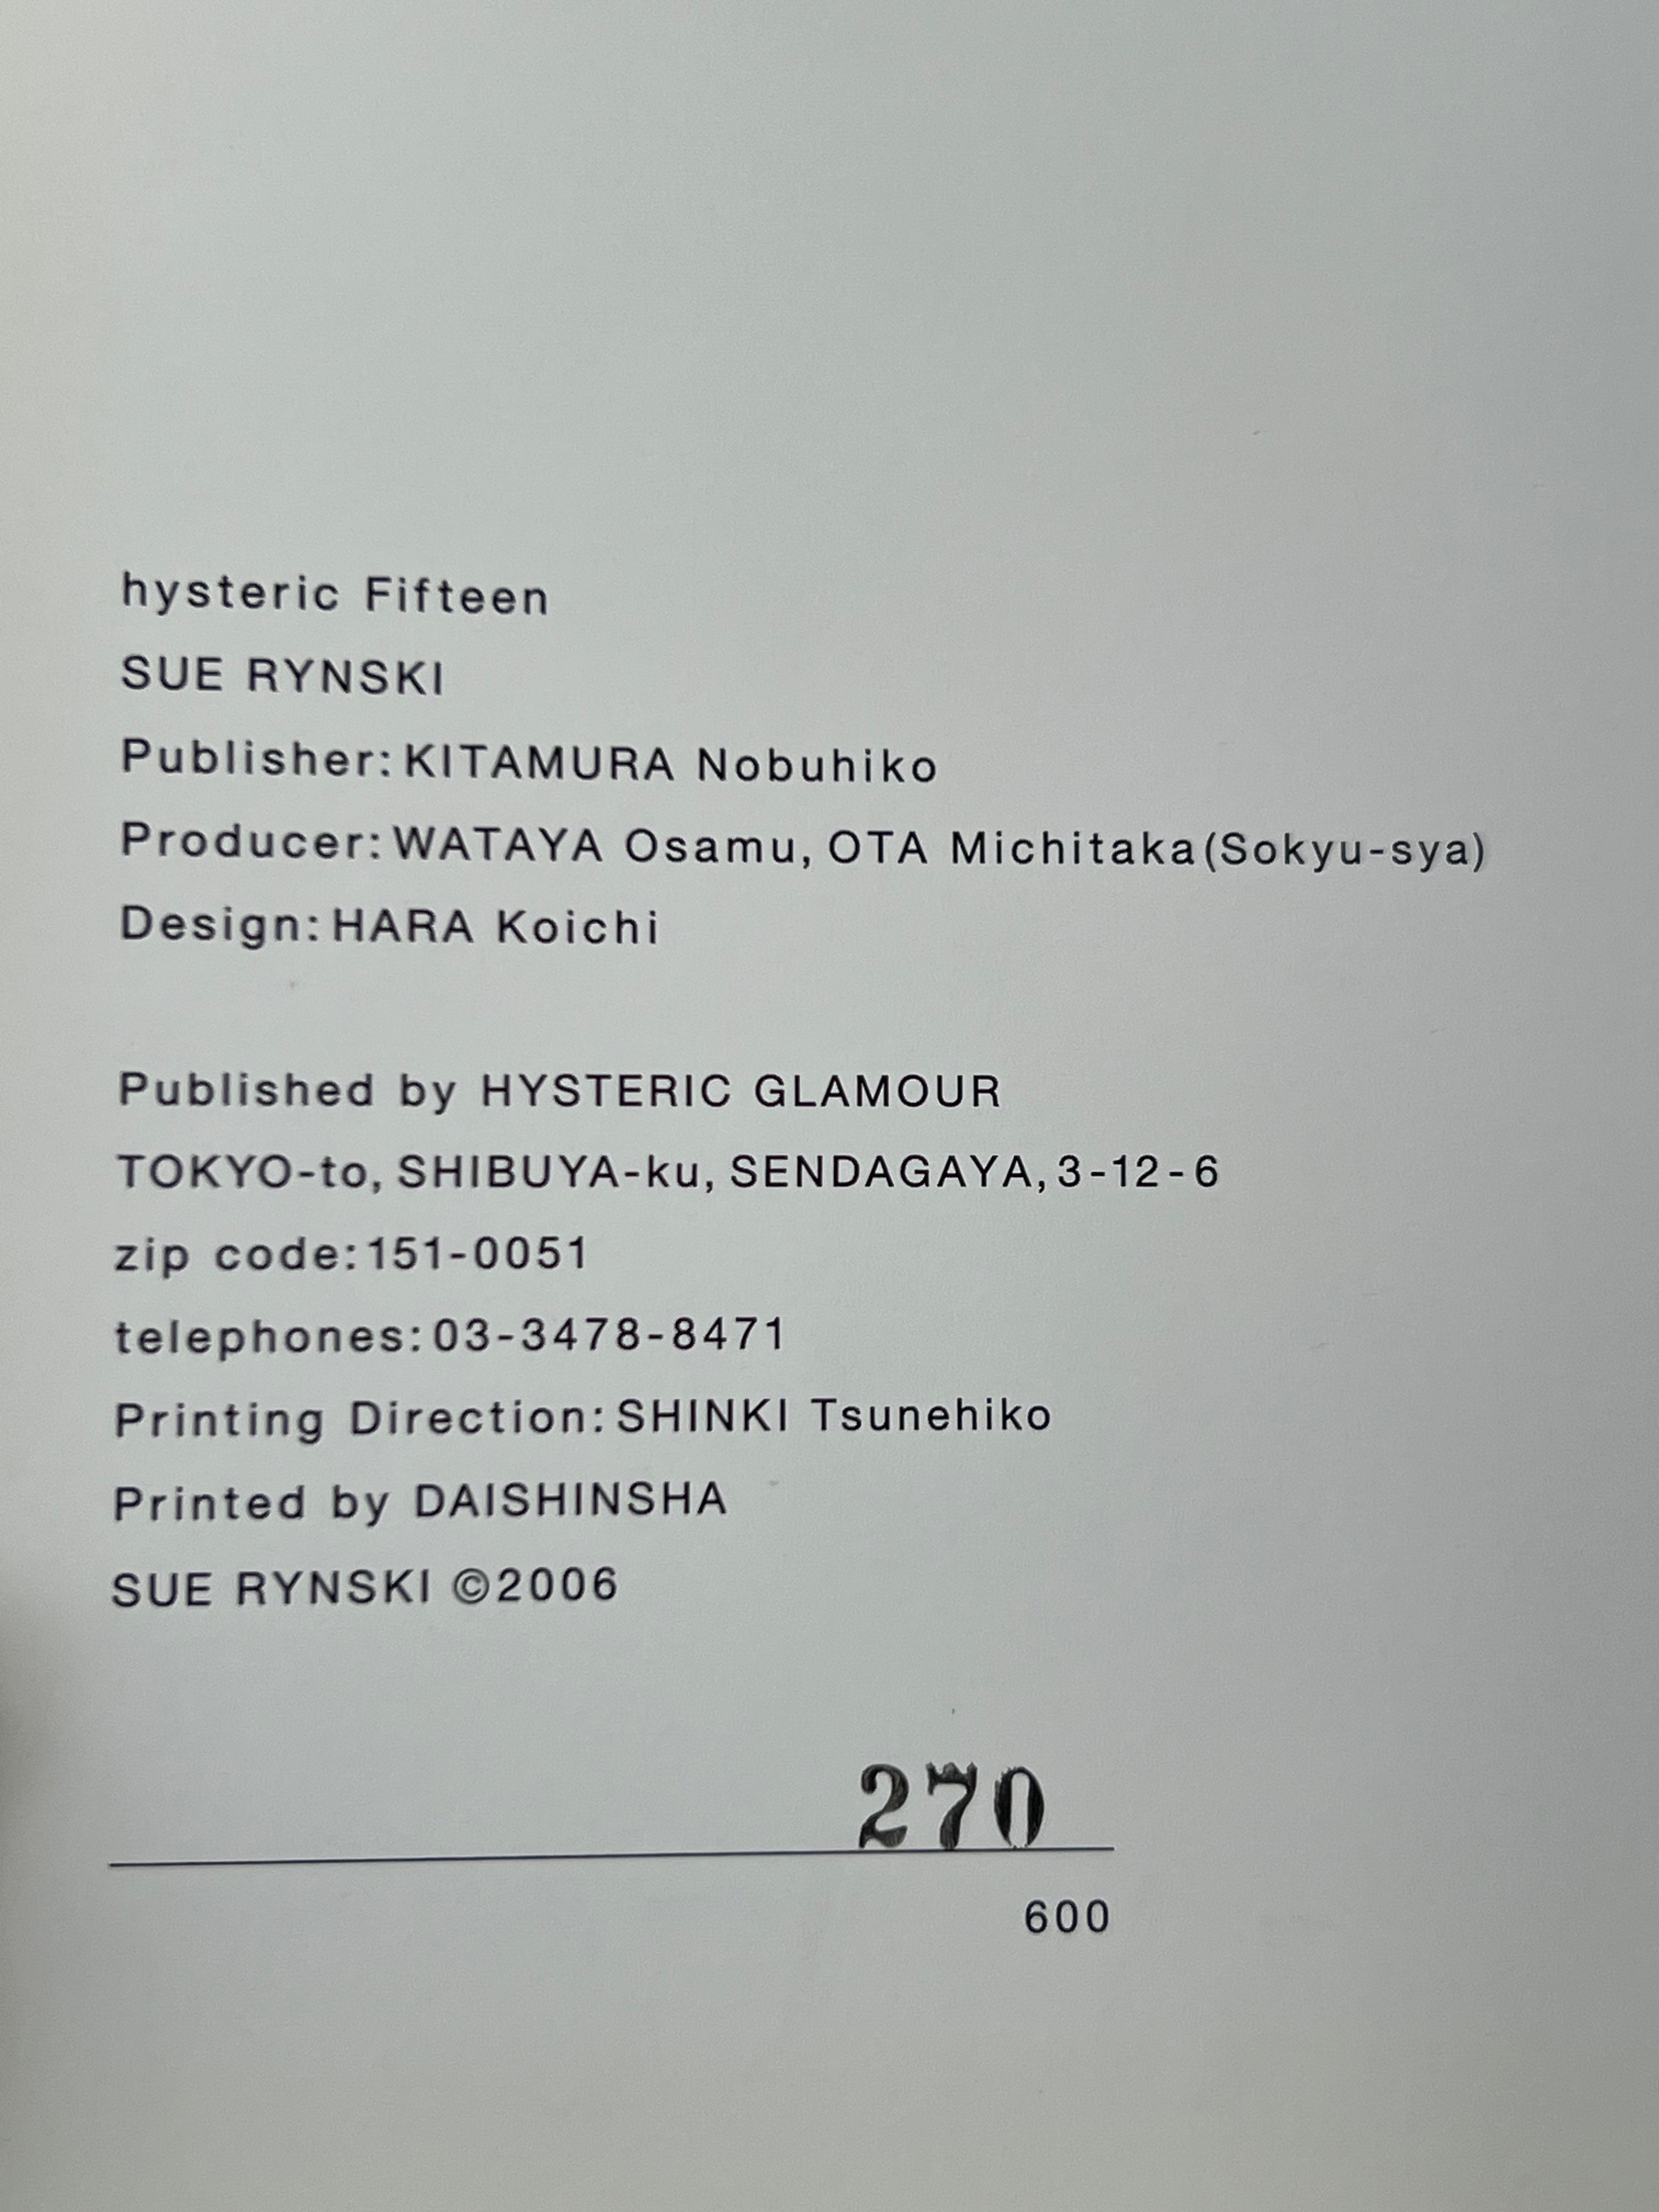 hysteric Fifteen
SUE RYNSKI
Publisher:KITAMURA Nobuhiko
Producer:WATAYA Osamu, OTA Michitaka(Sokyu-sya)
Design:HARA Koichi
Published by HYSTERIC GLAMOUR
TOKYO-to, SHIBUYA-ku, SENDAGAYA,3-12-6
zip code:151-0051
telephones:03-3478-8471
Printing Direction:SHINKI Tsunehiko
Printed by DAISHINSHA
SUE RYNSKI ©2006
270
600